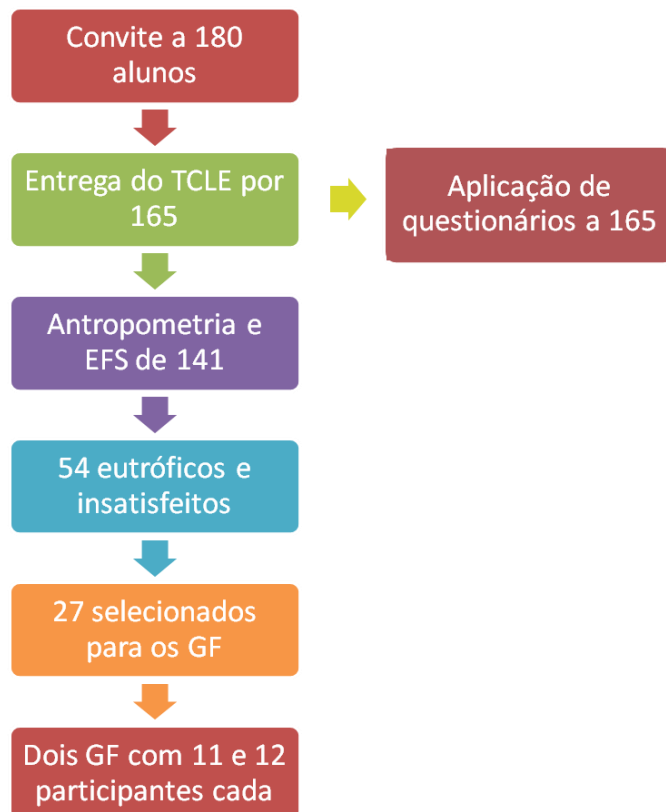 Convite a 180
alunos
Entrega do TCLE por
165
Aplicação de
questionários a 165
Antropometria e
EFS de 141
54 eutróficos e
insatisfeitos
27 selecionados
para os GF
Dois GF com 11 e 12
participantes cada